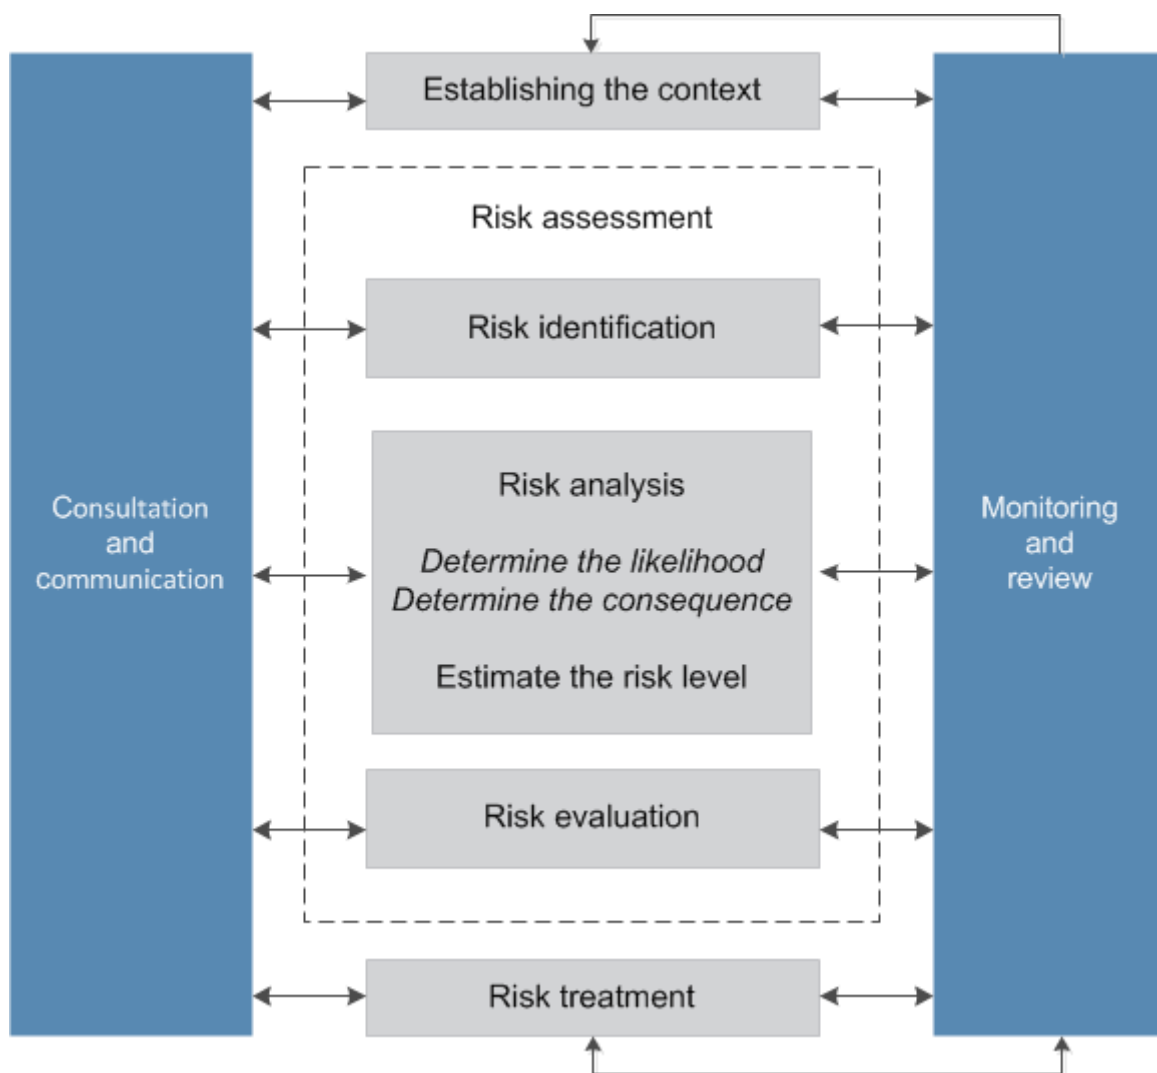 Establishing the context
Risk assessment
Risk identification
Risk analysis
Determine the likelihood
Determine the consequence
Estimate the risk level
Risk evaluation
Risk treatment
Consultation
and
communication
Monitoring
and
review